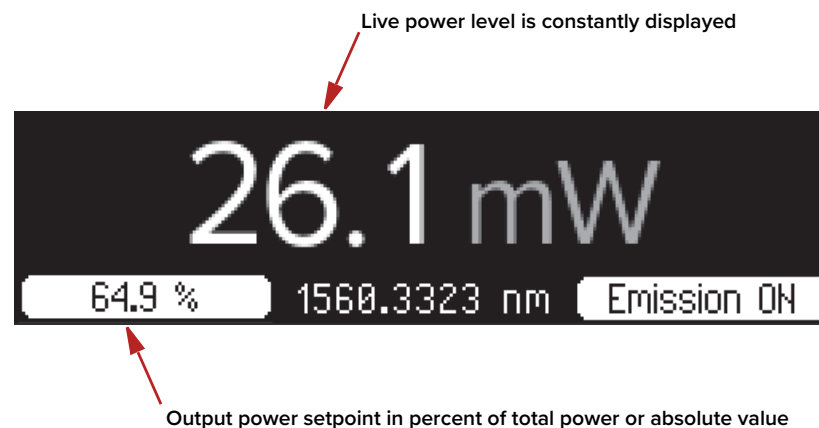 Live power level is constantly displayed
26.1 mW
64.9 % 1560.3323 nm Emission ON
Output power setpoint in percent of total power or absolute value